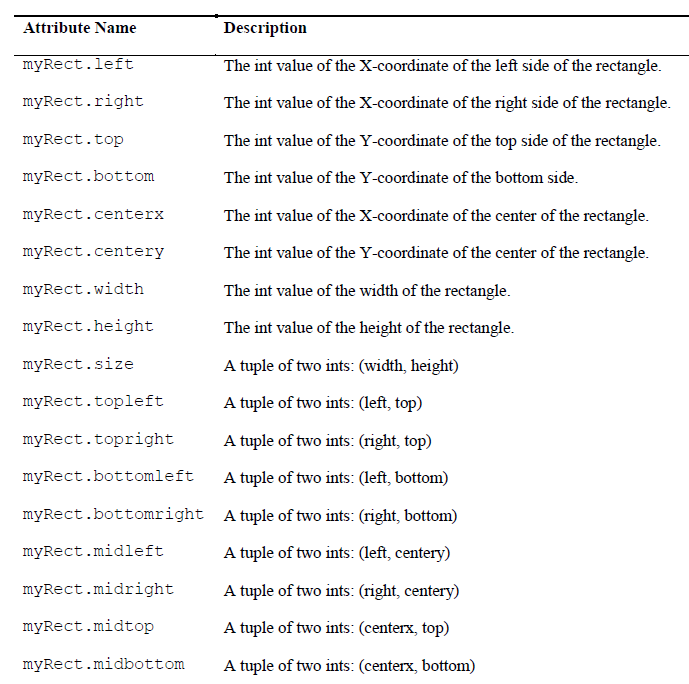 Attribute Name Description
myRect.left The int value of the X-coordinate of the left side of the rectangle.
myRect.right The int value of the X-coordinate of the right side of the rectangle.
myRect.top The int value of the Y-coordinate of the top side of the rectangle.
myRect.bottom The int value of the Y-coordinate of the bottom side.
myRect.centerx The int value of the X-coordinate of the center of the rectangle.
myRect.centery The int value of the Y-coordinate of the center of the rectangle.
myRect.width The int value of the width of the rectangle.
myRect.height The int value of the height of the rectangle.
myRect.size A tuple of two ints: (width, height)
myRect.topleft A tuple of two ints: (left, top)
myRect.topright A tuple of two ints: (right, top)
myRect.bottomleft A tuple of two ints: (left, bottom)
myRect.bottomright A tuple of two ints: (right, bottom)
myRect.midleft A tuple of two ints: (left, centery)
myRect.midright A tuple of two ints: (right, centery)
myRect.midtop A tuple of two ints: (centerx, top)
myRect.midbottom A tuple of two ints: (centerx, bottom)